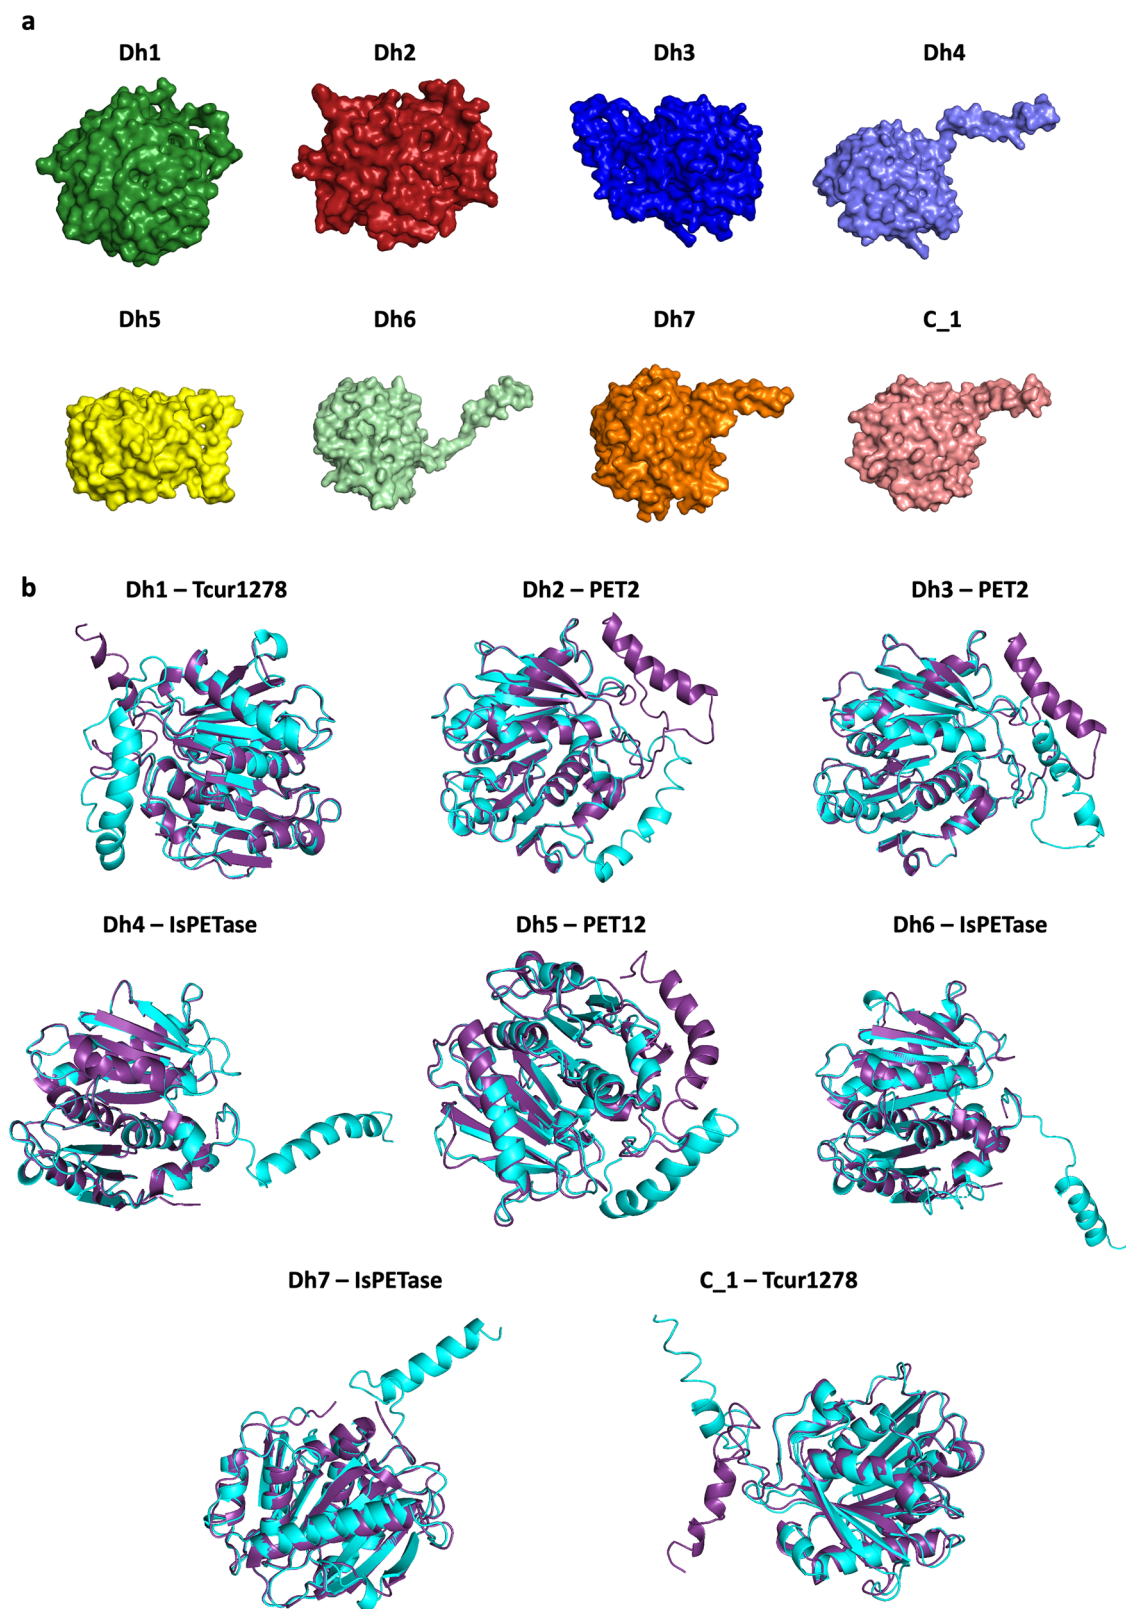 a
Dh1 Dh2 Dh3 Dh4
Dh5 Dh6 Dh7 C_1
b
Dh1 – Tcur1278 Dh2 – PET2 Dh3 – PET2
Dh4 – IsPETase Dh5 – PET12 Dh6 – IsPETase
Dh7 – IsPETase C_1 – Tcur1278